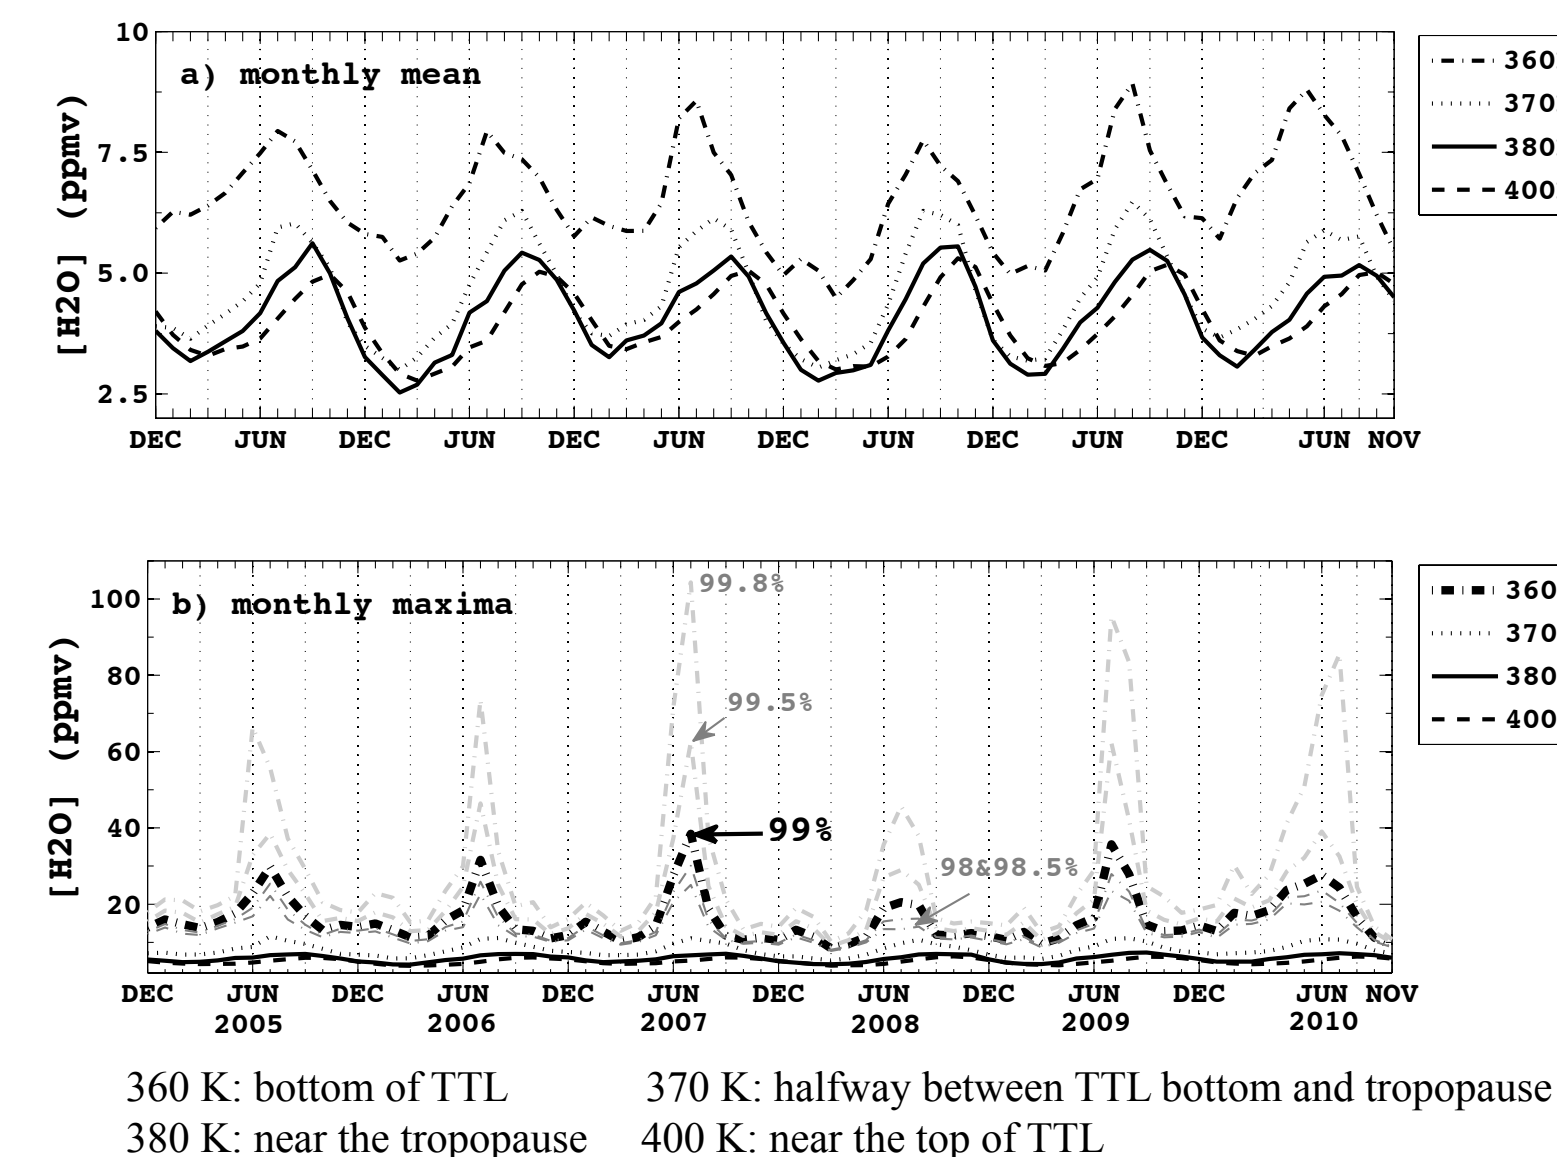 a) monthly mean
[H2O] (ppmv)
10
7.5
5.0
2.5
DEC JUN DEC JUN DEC JUN DEC JUN DEC JUN DEC JUN NOV
360
370
380
400
b) monthly maxima
[H2O] (ppmv)
100
80
60
40
20
99.8%
99.5%
99%
98&98.5%
DEC JUN DEC JUN DEC JUN DEC JUN DEC JUN DEC JUN NOV
2005 2006 2007 2008 2009 2010
360
370
380
400
360 K: bottom of TTL 370 K: halfway between TTL bottom and tropopause
380 K: near the tropopause 400 K: near the top of TTL